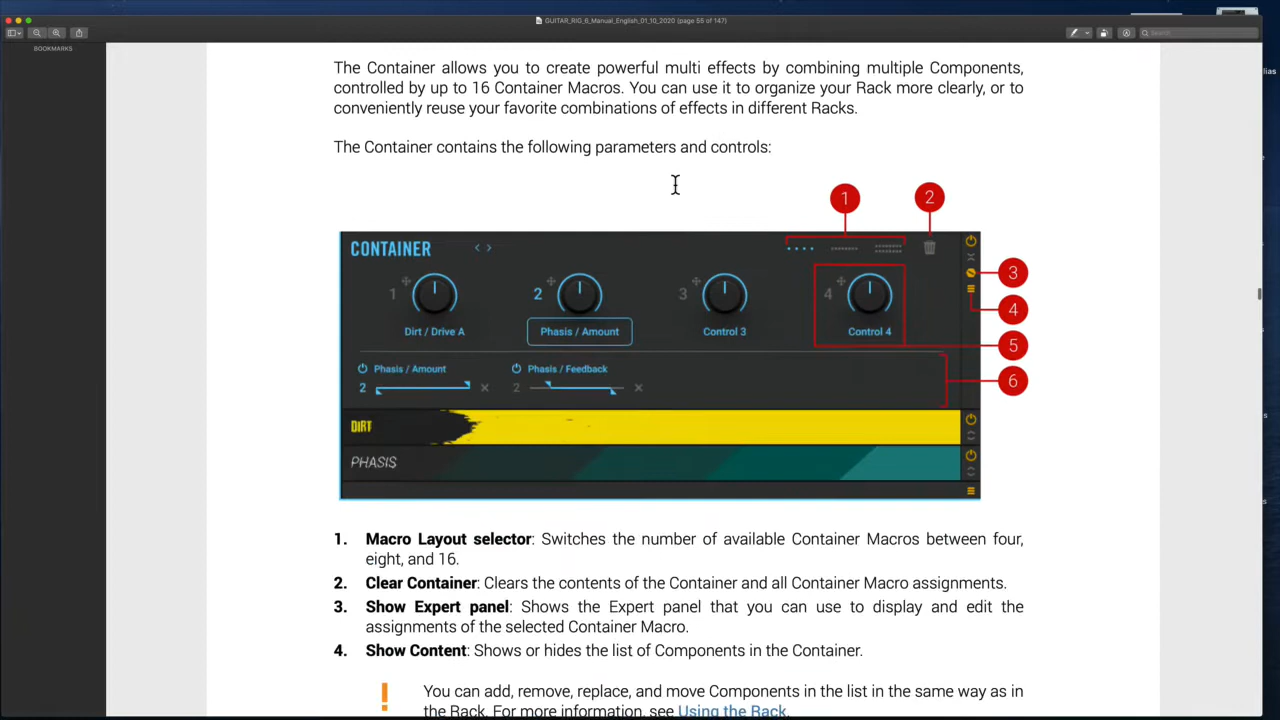 GUITAR_RIG_6_Manual_English_01_10_2020 (page 55 of 147)
Search
BOOKMARKS
The Container allows you to create powerful multi effects by combining multiple Components,
controlled by up to 16 Container Macros. You can use it to organize your Rack more clearly, or to
conveniently reuse your favorite combinations of effects in different Racks.
The Container contains the following parameters and controls:
1 2
CONTAINER
1 2 3 4
3
4
Dirt / Drive A Phasis / Amount Control 3 Control 4
5
Phasis / Amount Phasis / Feedback
2 2
6
DIRT
PHASIS
1. Macro Layout selector: Switches the number of available Container Macros between four,
eight, and 16.
2. Clear Container: Clears the contents of the Container and all Container Macro assignments.
3. Show Expert panel: Shows the Expert panel that you can use to display and edit the
assignments of the selected Container Macro.
4. Show Content: Shows or hides the list of Components in the Container.
! You can add, remove, replace, and move Components in the list in the same way as in
the Rack. For more information, see Using the Rack.